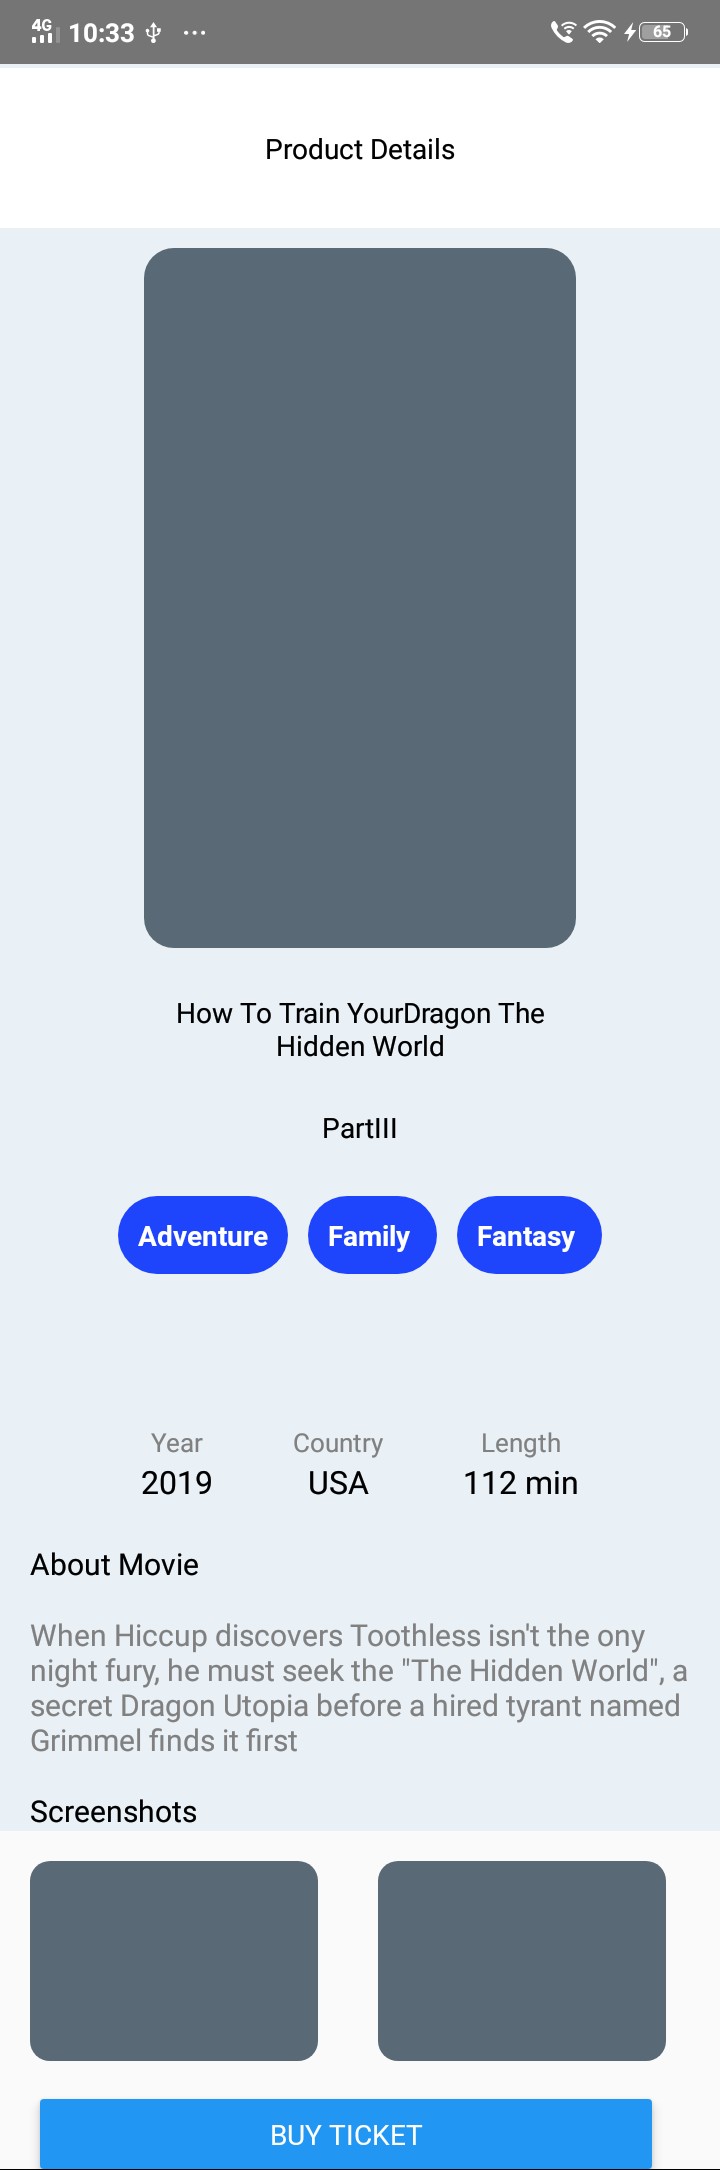 4G 10:33 65
Product Details
How To Train YourDragon The
Hidden World
PartIII
Adventure Family Fantasy
Year Country Length
2019 USA 112 min
About Movie
When Hiccup discovers Toothless isn't the ony
night fury, he must seek the "The Hidden World", a
secret Dragon Utopia before a hired tyrant named
Grimmel finds it first
Screenshots
BUY TICKET